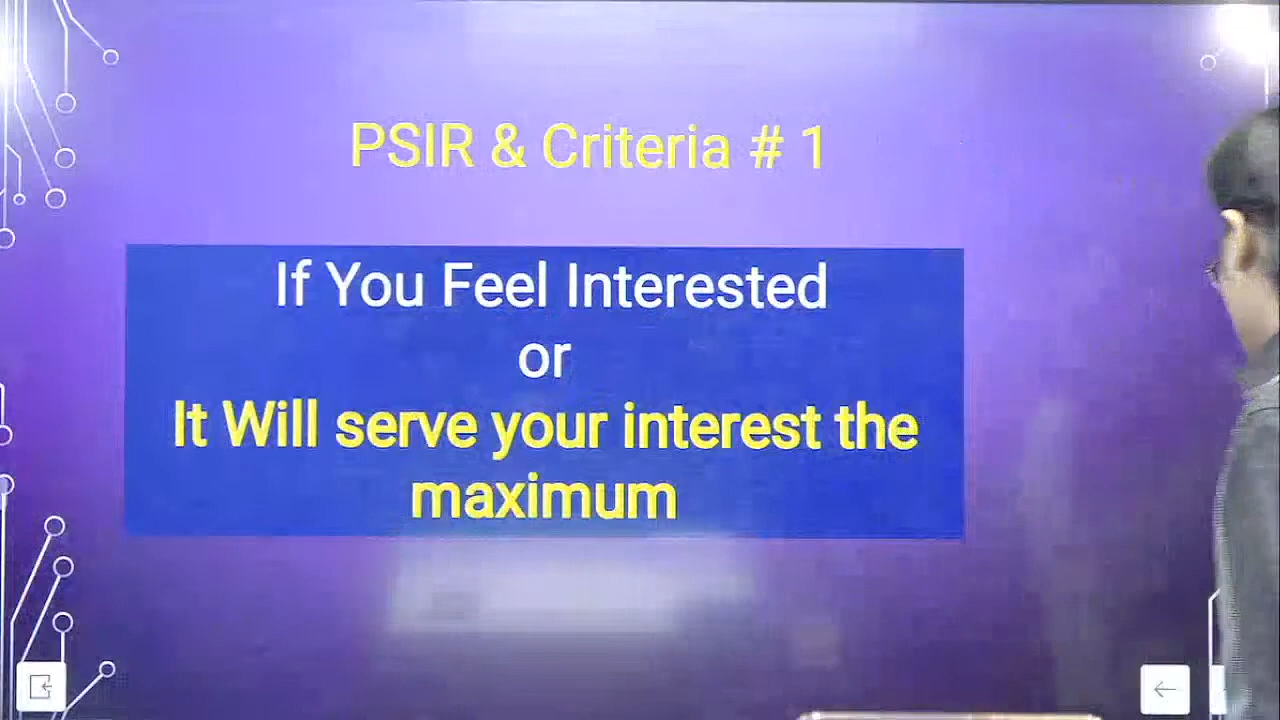 PSIR & Criteria # 1
If You Feel Interested
or
It Will serve your interest the
maximum